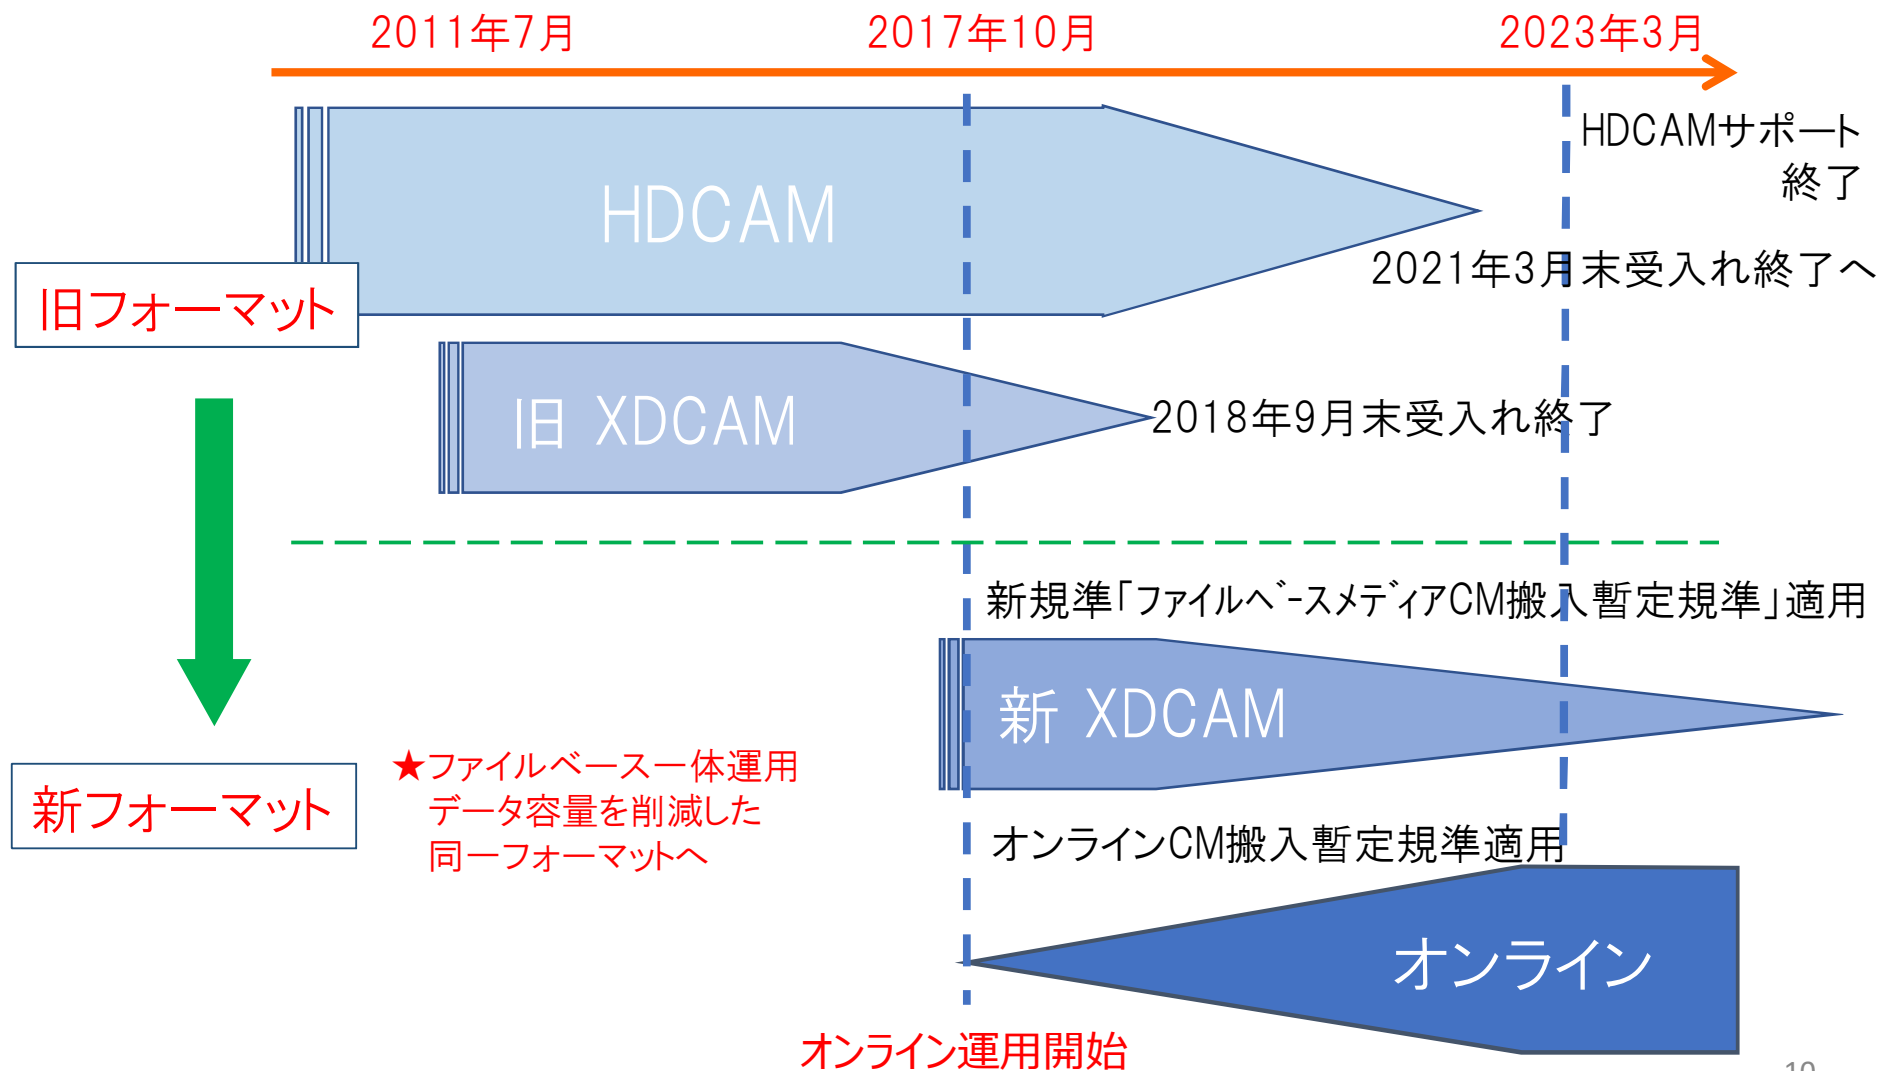 2011年7月
2017年10月
2023年3月
HDCAMサポート
終了
HDCAM
2021年3月末受入れ終了へ
旧フォーマット
旧 XDCAM
2018年9月末受入れ終了
新規準「ファイルベースメディアCM搬入暫定規準」適用
新 XDCAM
★ファイルベース一体運用
データ容量を削減した
同一フォーマットへ
新フォーマット
オンラインCM搬入暫定規準適用
オンライン
オンライン運用開始